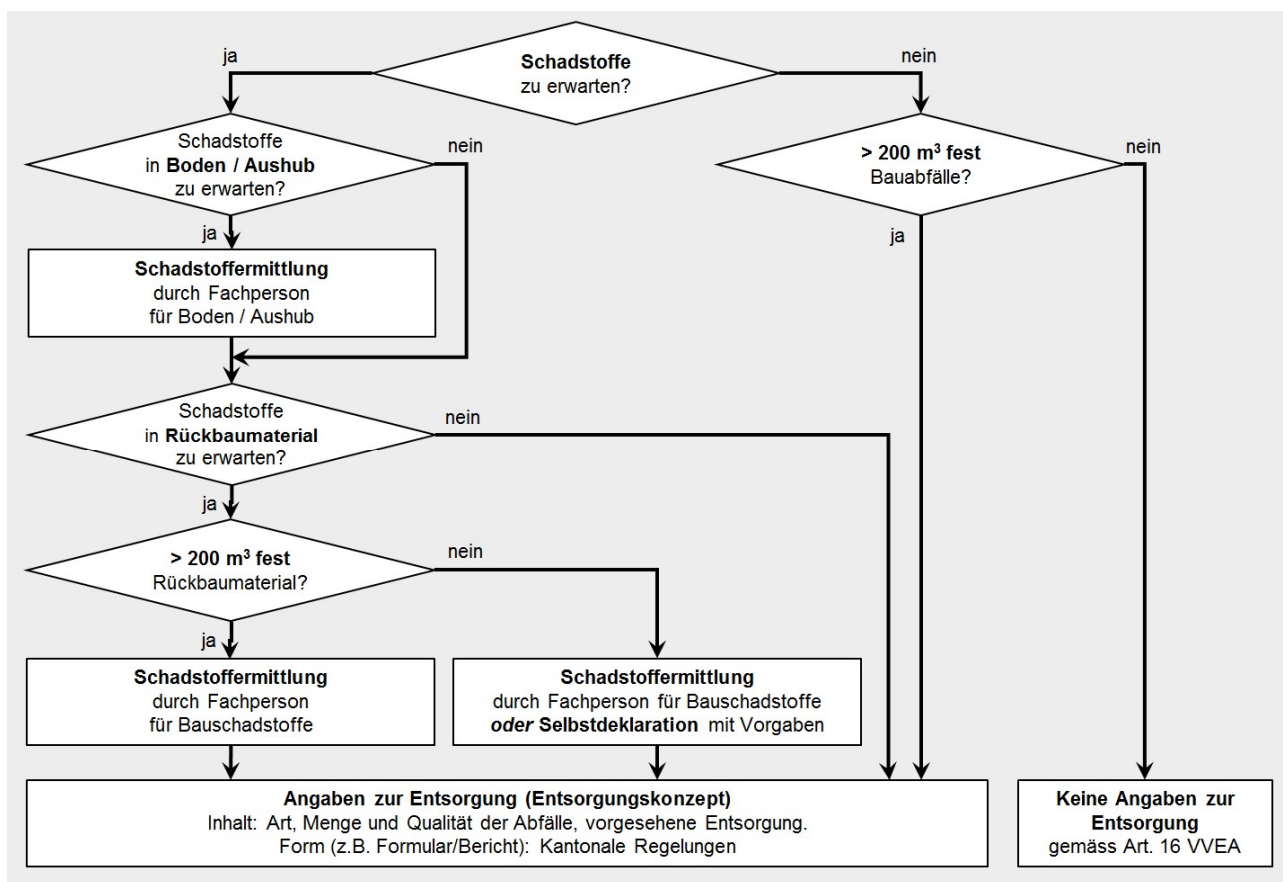 Schadstoffe
zu erwarten?
ja
nein
Schadstoffe
in Boden / Aushub
zu erwarten?
nein
ja
> 200 m³ fest
Bauabfälle?
nein
ja
Schadstoffermittlung
durch Fachperson
für Boden / Aushub
Schadstoffe
in Rückbaumaterial
zu erwarten?
nein
ja
> 200 m³ fest
Rückbaumaterial?
nein
ja
Schadstoffermittlung
durch Fachperson
für Bauschadstoffe
Schadstoffermittlung
durch Fachperson für Bauschadstoffe
oder Selbstdeklaration mit Vorgaben
Angaben zur Entsorgung (Entsorgungskonzept)
Inhalt: Art, Menge und Qualität der Abfälle, vorgesehene Entsorgung.
Form (z.B. Formular/Bericht): Kantonale Regelungen
Keine Angaben zur
Entsorgung
gemäss Art. 16 VVEA